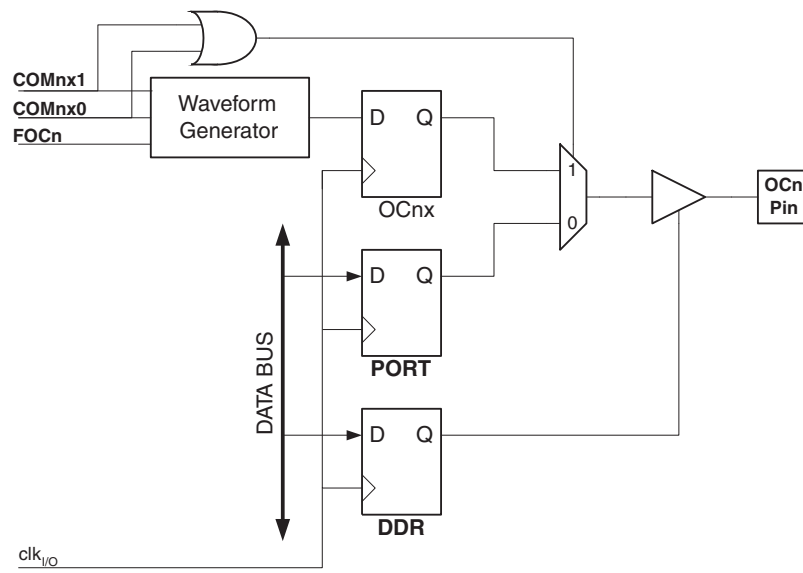 COMnx1
COMnx0
FOCn
Waveform
Generator
D Q
OCnx
1
0
OCn
Pin
D Q
PORT
DATA BUS
D Q
DDR
clkI/O